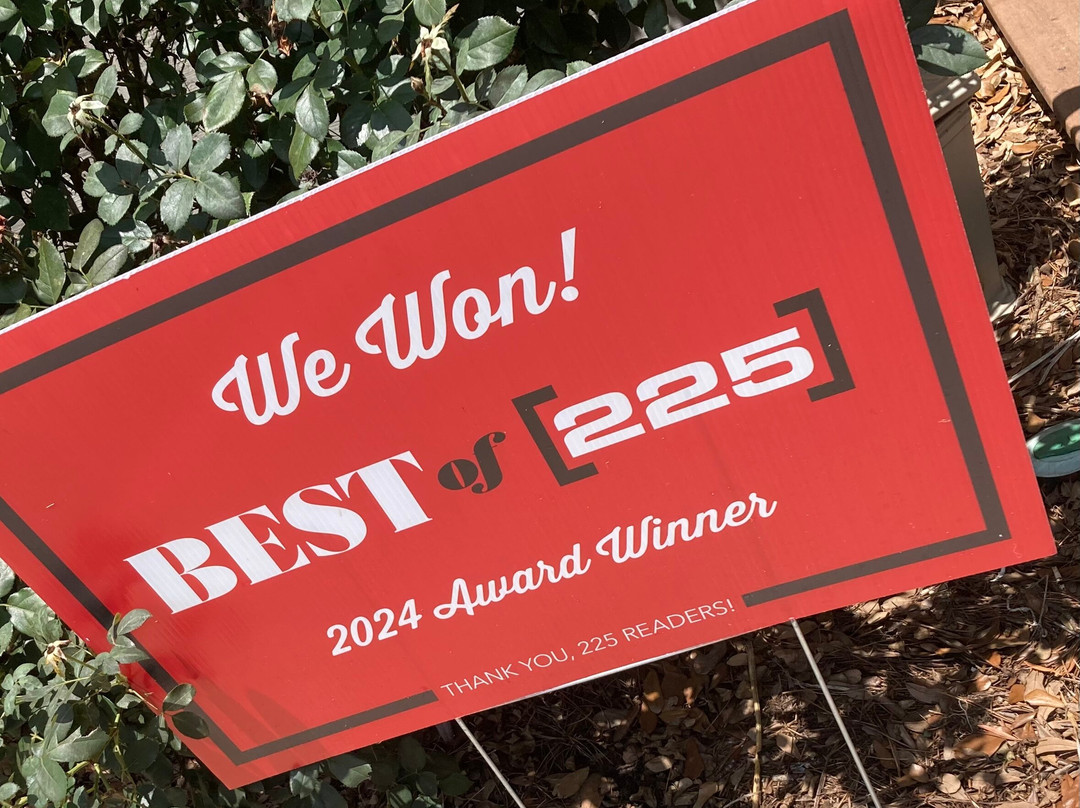 We Won!
BEST of [225]
2024 Award Winner
THANK YOU, 225 READERS!